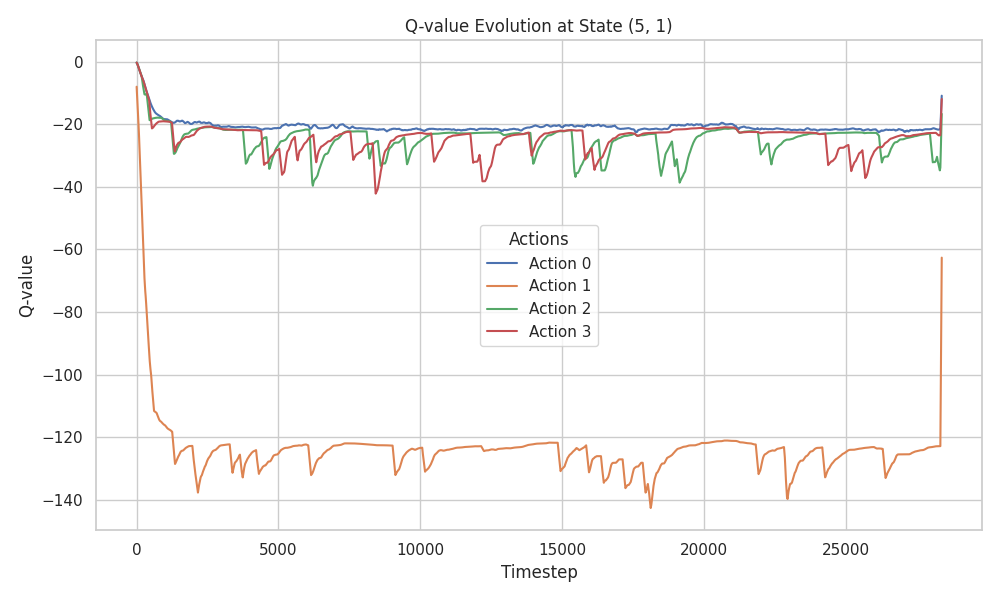 Q-value Evolution at State (5, 1)
Q-value
0
−20
−40
−60
−80
−100
−120
−140
Actions
Action 0
Action 1
Action 2
Action 3
0 5000 10000 15000 20000 25000
Timestep